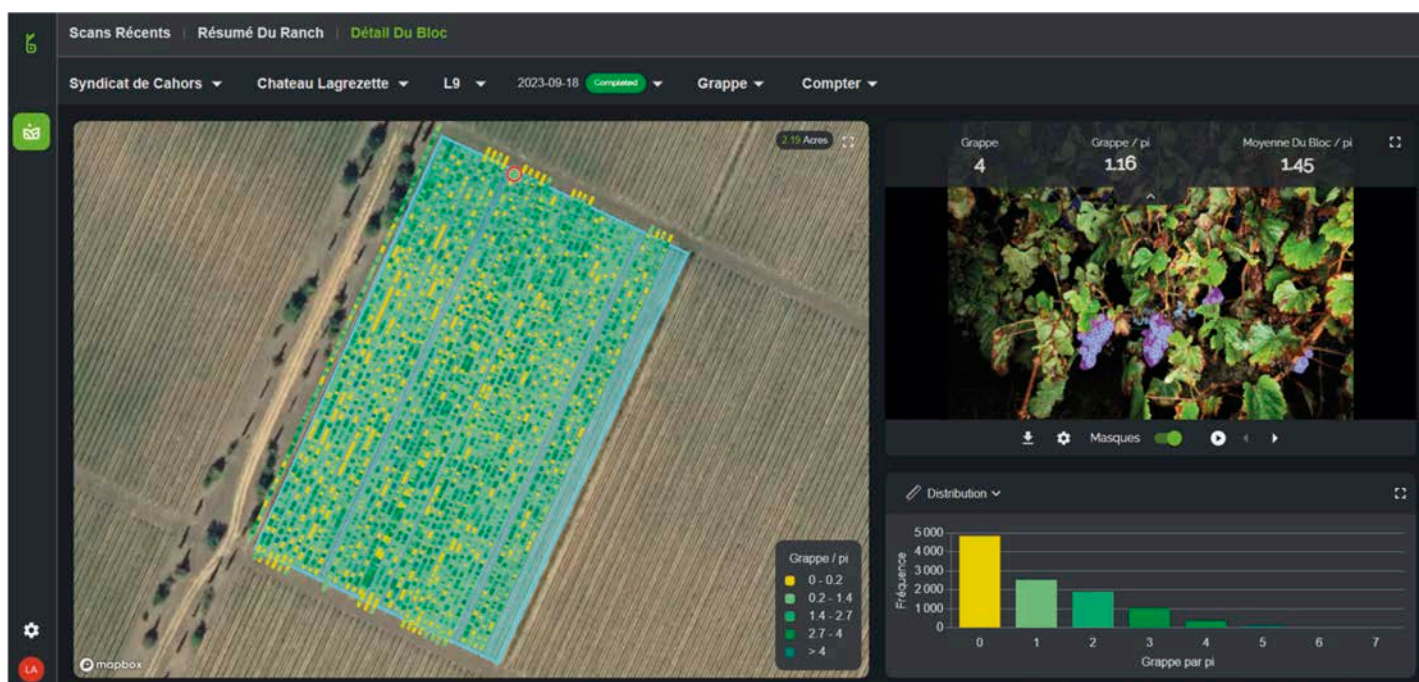 Scans Récents | Résumé Du Ranch | Détail Du Bloc
Syndicat de Cahors Chateau Lagrezette L9 2023-09-18 Completed Grappe Compter
2.19 Acres
Grappe / pi
0 - 0.2
0.2 - 1.4
1.4 - 2.7
2.7 - 4
> 4
mapbox
LA
Grappe Grappe / pi Moyenne Du Bloc / pi
4 1.16 1.45
Masques
Distribution
Fréquence
5 000
4 000
3 000
2 000
1 000
0
0 1 2 3 4 5 6 7
Grappe par pi